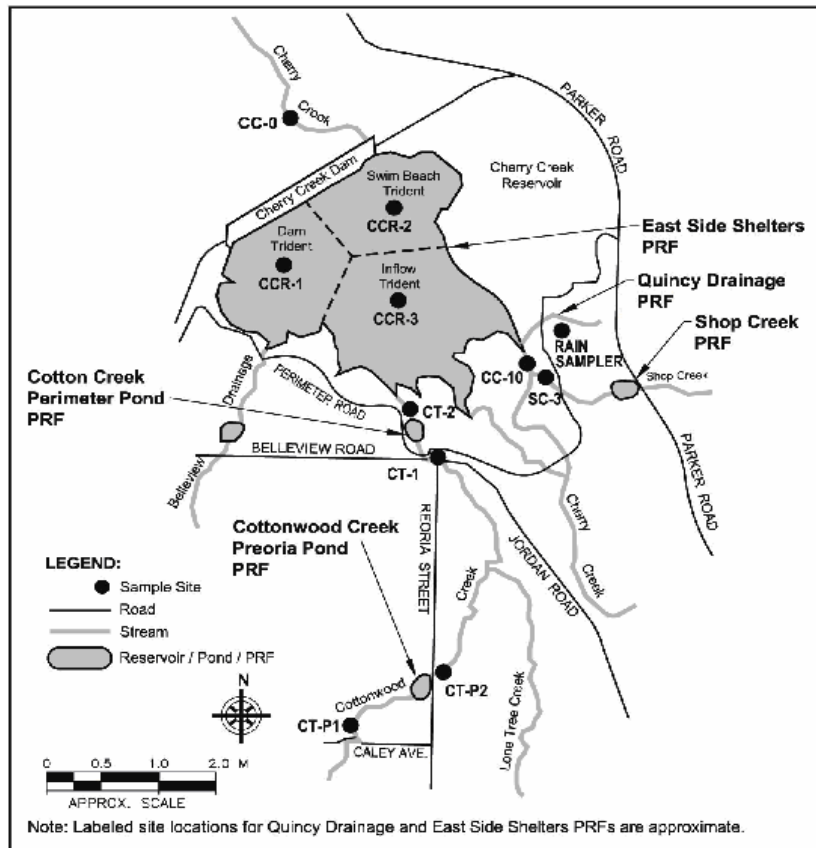 Cherry
Crook
CC-0
PARKER
ROAD
Cherry Creek Dam
Swim Beach
Trident
CCR-2
Cherry Creek
Reservoir
Dam
Trident
CCR-1
East Side Shelters
PRF
Inflow
Trident
CCR-3
Quincy Drainage
PRF
RAIN
SAMPLER
Shop Creek
PRF
CC-10
SC-3
Shop Creek
Cotton Creek
Perimeter Pond
PRF
Drainage
PERIMETER ROAD
CT-2
BELLEVIEW ROAD
CT-1
Belleview
PARKER ROAD
Cherry
Creek
Cottonwood Creek
Preoria Pond
PRF
REORIA
STREET
JORDAN ROAD
Creek
LEGEND:
Sample Site
Road
Stream
Reservoir / Pond / PRF
N
Cottonwood
CT-P2
CT-P1
CALEY AVE.
Lone Tree Creek
0 0.5 1.0 2.0 M
APPROX. SCALE
Note: Labeled site locations for Quincy Drainage and East Side Shelters PRFs are approximate.